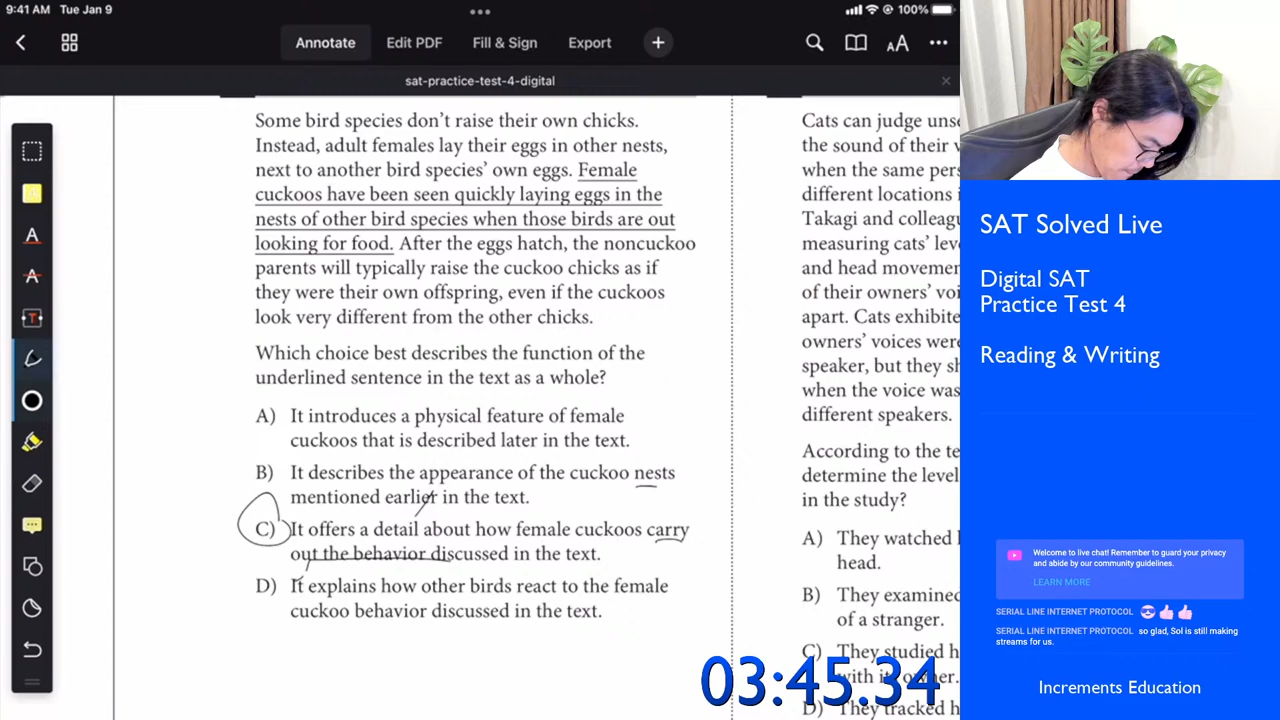 9:41 AM Tue Jan 9
100%
Annotate
Edit PDF
Fill & Sign
Export
AA
sat-practice-test-4-digital
Some bird species don't raise their own chicks.
Instead, adult females lay their eggs in other nests,
next to another bird species' own eggs. Female
cuckoos have been seen quickly laying eggs in the
nests of other bird species when those birds are out
looking for food. After the eggs hatch, the noncuckoo
parents will typically raise the cuckoo chicks as if
they were their own offspring, even if the cuckoos
look very different from the other chicks.
Which choice best describes the function of the
underlined sentence in the text as a whole?
A) It introduces a physical feature of female
cuckoos that is described later in the text.
B) It describes the appearance of the cuckoo nests
mentioned earlier in the text.
C) It offers a detail about how female cuckoos carry
out the behavior discussed in the text.
D) It explains how other birds react to the female
cuckoo behavior discussed in the text.
Cats can judge
the sound of their
when the same
different locations
Takagi and
measuring cats'
and head
of their owners'
apart. Cats
owners' voices were
speaker, but they
when the voice was
different speakers.
According to the
determine the level
in the study?
A) They watched
head.
B) They examined
of a stranger.
C) They studied
with
D) They tracked
03:45.34
SAT Solved Live
Digital SAT
Practice Test 4
Reading & Writing
Welcome to live chat! Remember to guard your privacy
and abide by our community guidelines.
LEARN MORE
SERIAL LINE INTERNET PROTOCOL
SERIAL LINE INTERNET PROTOCOL so glad, Sol is still making
streams for us.
Increments Education